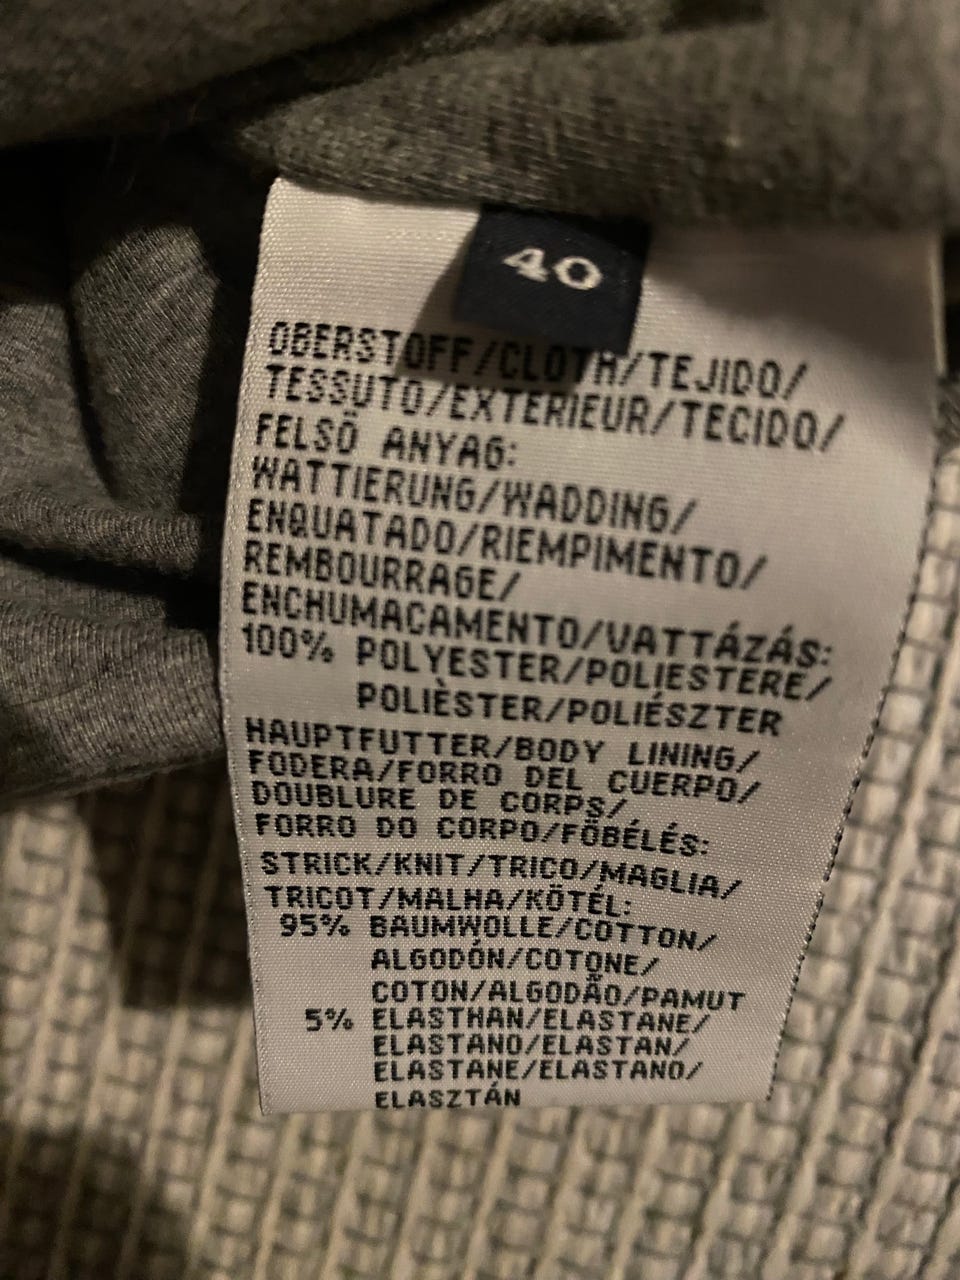 40
OBERSTOFF/CLOTH/TEJIDO/
TESSUTO/EXTERIEUR/TECIDO/
FELSÖ ANYAG:
WATTIERUNG/WADDING/
ENQUATADO/RIEMPIMENTO/
REMBOURRAGE/
ENCHUMACAMENTO/VATTÁZÁS:
100% POLYESTER/POLIESTERE/
POLIÈSTER/POLIÉSZTER
HAUPTFUTTER/BODY LINING/
FODERA/FORRO DEL CUERPO/
DOUBLURE DE CORPS/
FORRO DO CORPO/FÖBÉLÉS:
STRICK/KNIT/TRICO/MAGLIA/
TRICOT/MALHA/KÖTÉL:
95% BAUMWOLLE/COTTON/
ALGODÓN/COTONE/
COTON/ALGODÃO/PAMUT
5% ELASTHAN/ELASTANE/
ELASTANO/ELASTAN/
ELASTANE/ELASTANO/
ELASZTÁN